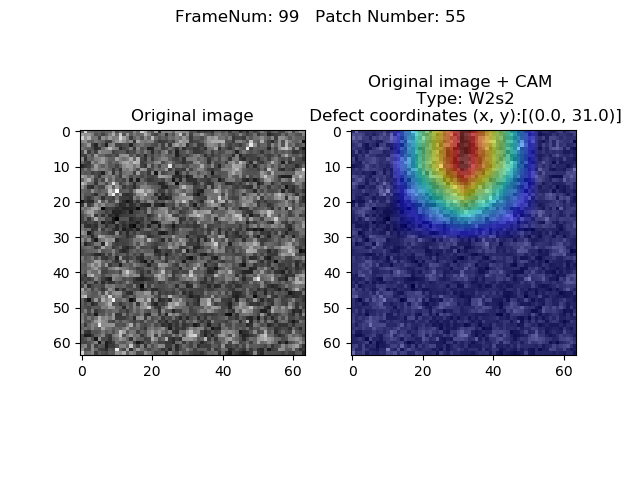 FrameNum: 99   Patch Number: 55
Original image
Original image + CAM
Type: W2s2
Defect coordinates (x, y):[(0.0, 31.0)]
0
10
20
30
40
50
60
0 20 40 60
0
10
20
30
40
50
60
0 20 40 60